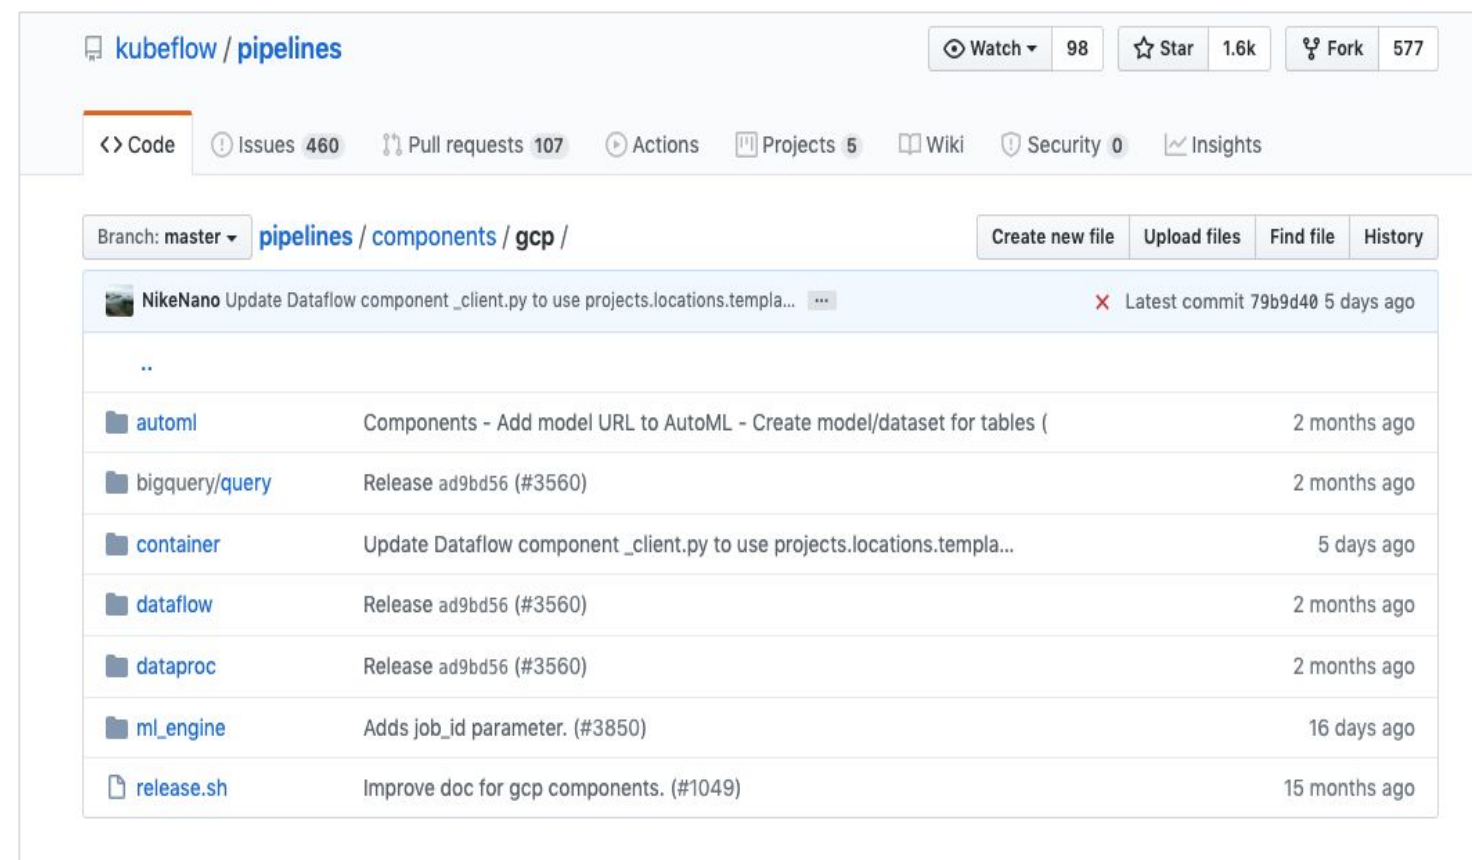 kubeflow / pipelines Watch 98 Star 1.6k Fork 577
<> Code Issues 460 Pull requests 107 Actions Projects 5 Wiki Security 0 Insights
Branch: master pipelines / components / gcp / Create new file Upload files Find file History
NikeNano Update Dataflow component _client.py to use projects.locations.templa... ... Latest commit 79b9d40 5 days ago
..
automl Components - Add model URL to AutoML - Create model/dataset for tables ( 2 months ago
bigquery/query Release ad9bd56 (#3560) 2 months ago
container Update Dataflow component _client.py to use projects.locations.templa... 5 days ago
dataflow Release ad9bd56 (#3560) 2 months ago
dataproc Release ad9bd56 (#3560) 2 months ago
ml_engine Adds job_id parameter. (#3850) 16 days ago
release.sh Improve doc for gcp components. (#1049) 15 months ago